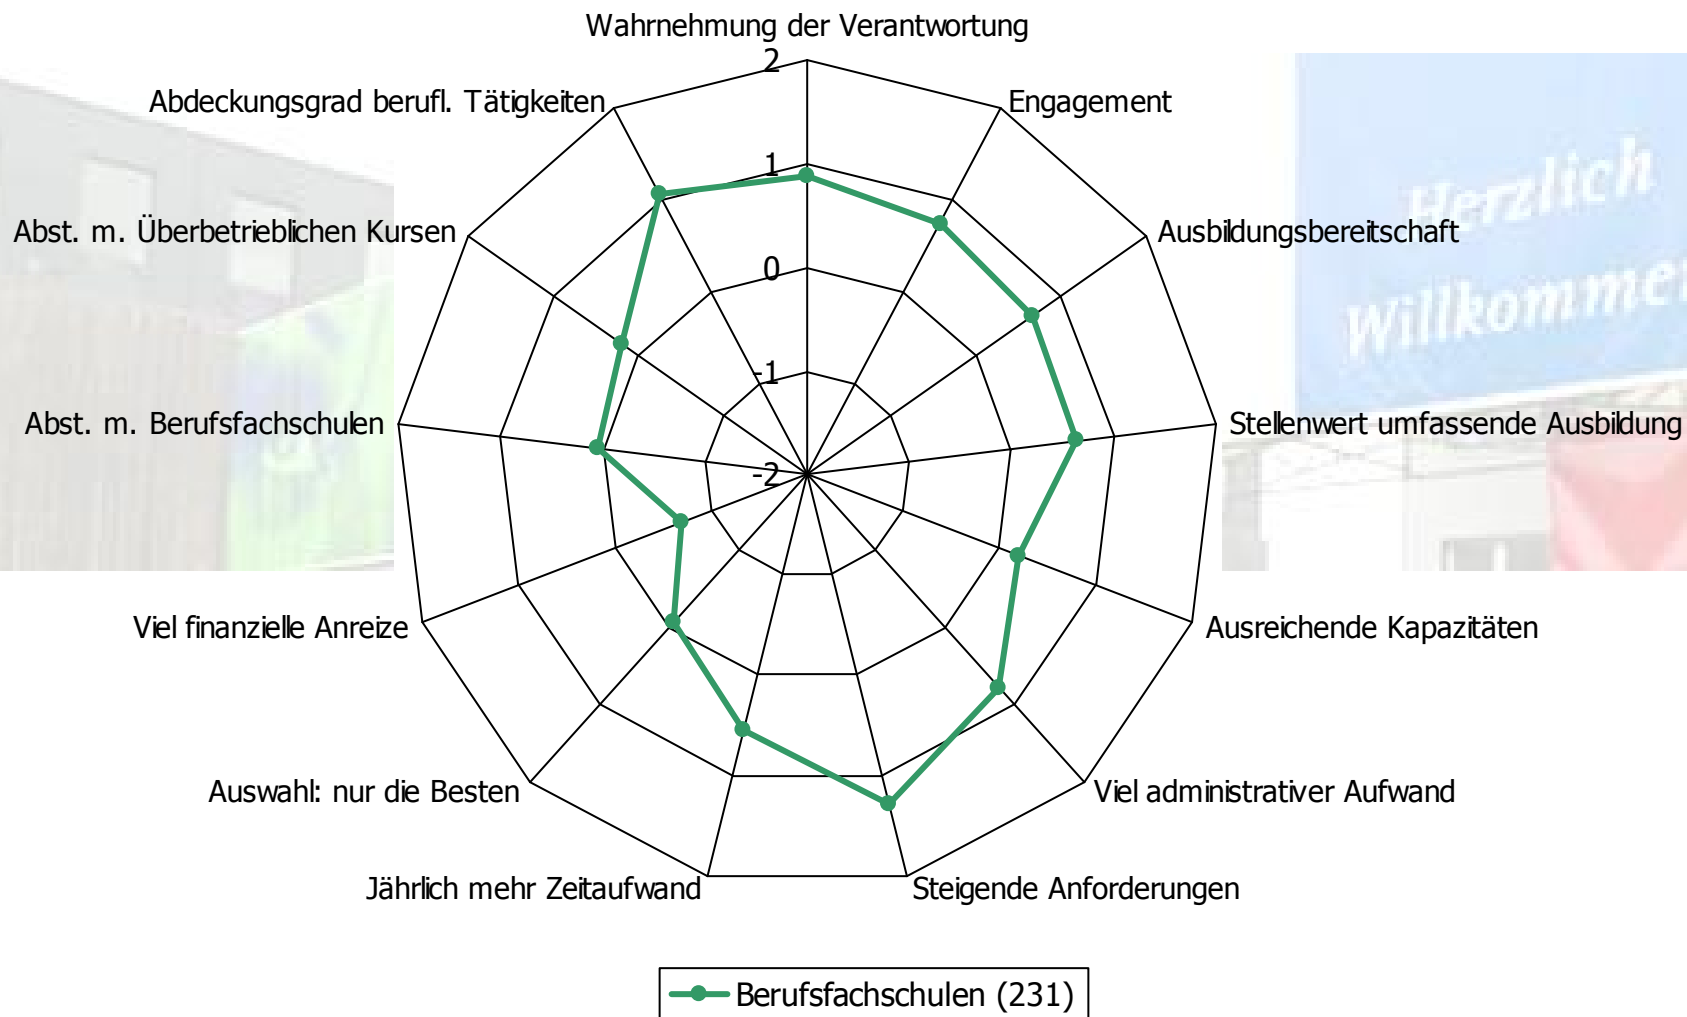 Wahrnehmung der Verantwortung
2
Abdeckungsgrad berufl. Tätigkeiten
Engagement
1
Herzlich
Abst. m. Überbetrieblichen Kursen
Ausbildungsbereitschaft
0
-1
Abst. m. Berufsfachschulen
Stellenwert umfassende Ausbildung
-2
Viel finanzielle Anreize
Ausreichende Kapazitäten
Auswahl: nur die Besten
Viel administrativer Aufwand
Jährlich mehr Zeitaufwand
Steigende Anforderungen
Berufsfachschulen (231)